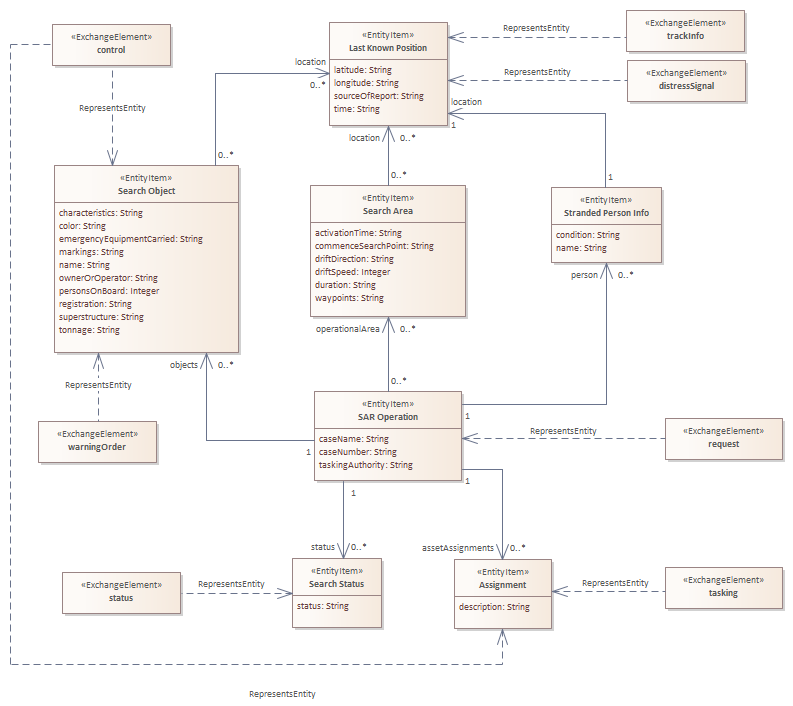 «ExchangeElement»
control
«EntityItem»
Last Known Position
latitude: String
longitude: String
sourceOfReport: String
time: String
RepresentsEntity
«ExchangeElement»
trackInfo
RepresentsEntity
«ExchangeElement»
distressSignal
location
0..*
location
1
RepresentsEntity
0..*
location
0..*
0..*
1
«EntityItem»
Search Object
characteristics: String
color: String
emergencyEquipmentCarried: String
markings: String
name: String
ownerOrOperator: String
personsOnBoard: Integer
registration: String
superstructure: String
tonnage: String
«EntityItem»
Search Area
activationTime: String
commenceSearchPoint: String
driftDirection: String
driftSpeed: Integer
duration: String
waypoints: String
«EntityItem»
Stranded Person Info
condition: String
name: String
person
0..*
operationalArea
0..*
objects
0..*
RepresentsEntity
0..*
«ExchangeElement»
warningOrder
«EntityItem»
SAR Operation
caseName: String
caseNumber: String
taskingAuthority: String
1
1
RepresentsEntity
«ExchangeElement»
request
1
1
status
0..*
assetAssignments
0..*
«ExchangeElement»
status
RepresentsEntity
«EntityItem»
Search Status
status: String
«EntityItem»
Assignment
description: String
RepresentsEntity
«ExchangeElement»
tasking
RepresentsEntity